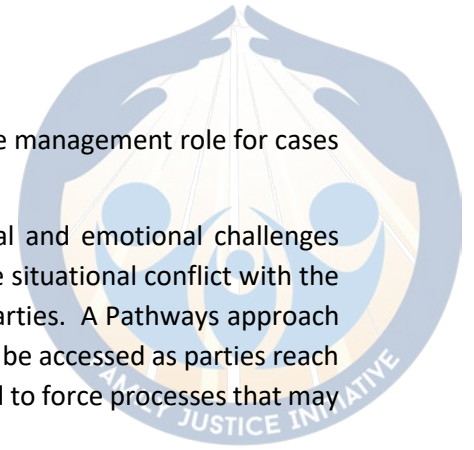 e management role for cases
al and emotional challenges
e situational conflict with the
arties. A Pathways approach
be accessed as parties reach
l to force processes that may
FAMILY JUSTICE INITIATIVE